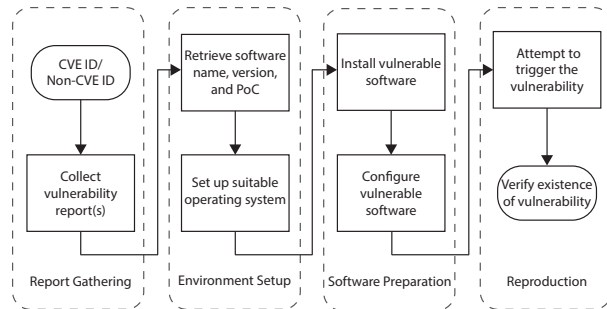 CVE ID/
Non-CVE ID
Collect
vulnerability
report(s)
Report Gathering
Retrieve software
name, version,
and PoC
Set up suitable
operating system
Environment Setup
Install vulnerable
software
Configure
vulnerable
software
Software Preparation
Attempt to
trigger the
vulnerability
Verify existence
of vulnerability
Reproduction